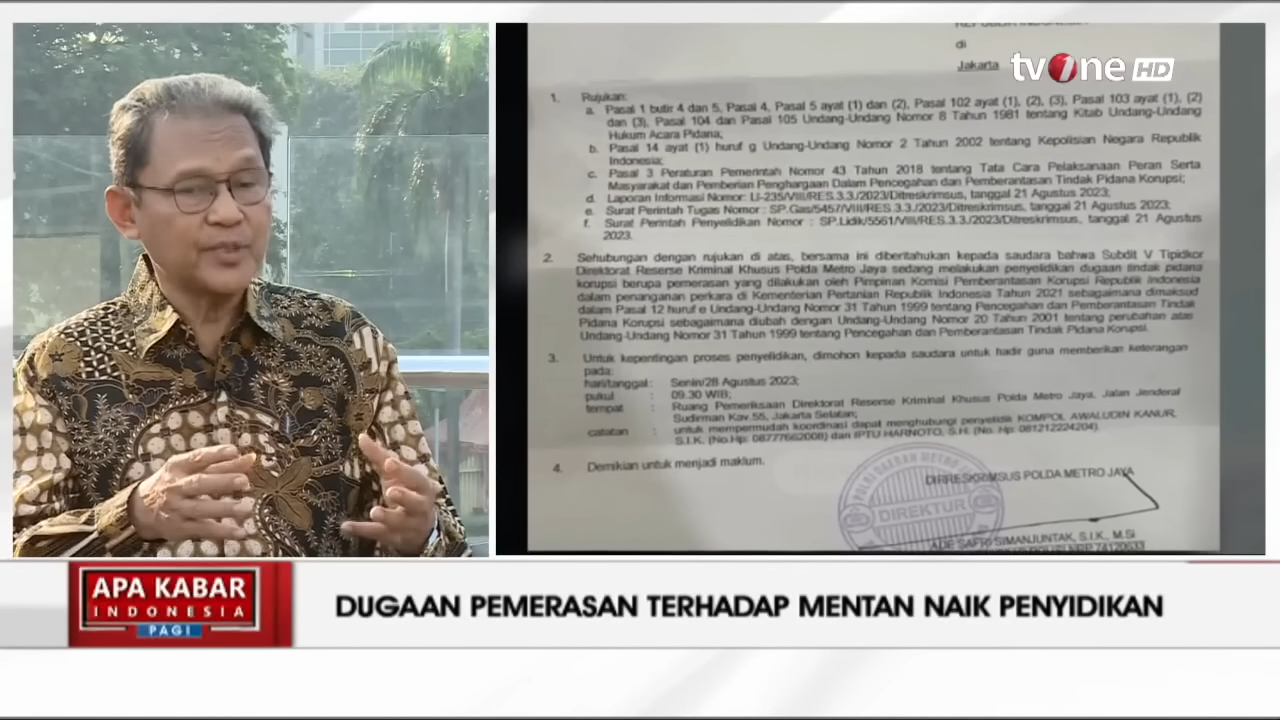 di
Jakarta
tvOne HD
1. Rujukan:
a. Pasal 1 butir 4 dan 5, Pasal 4, Pasal 5 ayat (1) dan (2), Pasal 102 ayat (1), (2), (3), Pasal 103 ayat (1), (2)
dan (3), Pasal 104 dan Pasal 105 Undang-Undang Nomor 8 Tahun 1981 tentang Kitab Undang-Undang
Hukum Acara Pidana;
b. Pasal 14 ayat (1) huruf g Undang-Undang Nomor 2 Tahun 2002 tentang Kepolisian Negara Republik
Indonesia;
c. Pasal 3 Peraturan Pemerintah Nomor 43 Tahun 2018 tentang Tata Cara Pelaksanaan Peran Serta
Masyarakat dan Pemberian Penghargaan Dalam Pencegahan dan Pemberantasan Tindak Pidana Korupsi;
d. Laporan Informasi Nomor: LI-235/VIII/RES.3.3./2023/Ditreskrimsus, tanggal 21 Agustus 2023;
e. Surat Perintah Tugas Nomor : SP.Gas/5457/VIII/RES.3.3./2023/Ditreskrimsus, tanggal 21 Agustus 2023;
f. Surat Perintah Penyelidikan Nomor : SP.Lidik/5561/VIII/RES.3.3./2023/Ditreskrimsus, tanggal 21 Agustus
2023.
2. Sehubungan dengan rujukan di atas, bersama ini diberitahukan kepada saudara bahwa Subdit V Tipidkor
Direktorat Reserse Kriminal Khusus Polda Metro Jaya sedang melakukan penyelidikan dugaan tindak pidana
korupsi berupa pemerasan yang dilakukan oleh Pimpinan Komisi Pemberantasan Korupsi Republik Indonesia
dalam penanganan perkara di Kementerian Pertanian Republik Indonesia Tahun 2021 sebagaimana dimaksud
dalam Pasal 12 huruf e Undang-Undang Nomor 31 Tahun 1999 tentang Pencegahan dan Pemberantasan Tindak
Pidana Korupsi sebagaimana diubah dengan Undang-Undang Nomor 20 Tahun 2001 tentang perubahan atas
Undang-Undang Nomor 31 Tahun 1999 tentang Pencegahan dan Pemberantasan Tindak Pidana Korupsi.
3. Untuk kepentingan proses penyelidikan, dimohon kepada saudara untuk hadir guna memberikan keterangan
pada:
hari/tanggal : Senin/28 Agustus 2023;
pukul : 09.30 WIB;
tempat : Ruang Pemeriksaan Direktorat Reserse Kriminal Khusus Polda Metro Jaya, Jalan Jenderal
Sudirman Kav.55, Jakarta Selatan;
catatan : untuk mempermudah koordinasi dapat menghubungi penyelidik KOMPOL AWALUDIN KANUR,
S.I.K. (No.Hp: 08777662008) dan IPTU HARNOTO, S.H. (No. Hp: 081212224204).
4. Demikian untuk menjadi maklum.
DIRRESKRIMSUS POLDA METRO JAYA
DIREKTUR
ADE SAFRI SIMANJUNTAK, S.I.K., M.Si
APA KABAR
INDONESIA
PAGI
DUGAAN PEMERASAN TERHADAP MENTAN NAIK PENYIDIKAN